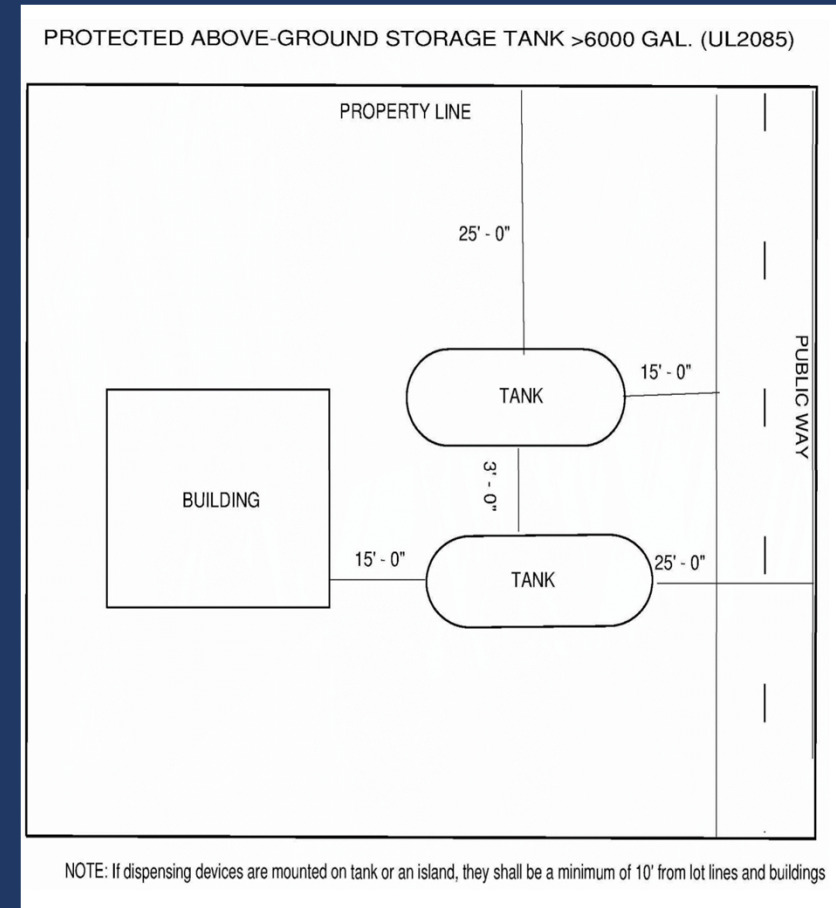 PROTECTED ABOVE-GROUND STORAGE TANK >6000 GAL. (UL2085)
PROPERTY LINE
25' - 0"
PUBLIC WAY
15' - 0"
TANK
3' - 0"
BUILDING
15' - 0"
25' - 0"
TANK
NOTE: If dispensing devices are mounted on tank or an island, they shall be a minimum of 10' from lot lines and buildings